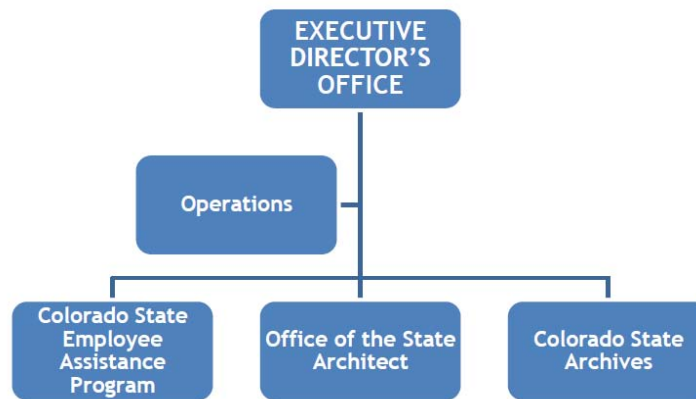 EXECUTIVE
DIRECTOR'S
OFFICE
Operations
Colorado State
Employee
Assistance
Program
Office of the State
Architect
Colorado State
Archives